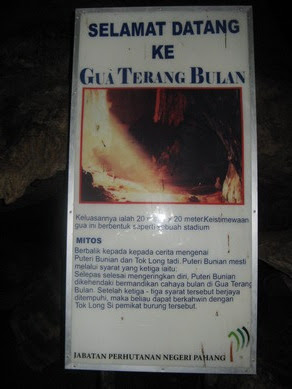 SELAMAT DATANG
KE
GUA TERANG BULAN
Keluasannya ialah 20 20 meter.Keistimewaan
gua ini berbentuk seperti sebuah stadium
MITOS
Berbalik kepada kepada cerita mengenai
Puteri Bunian dan Tok Long tadi. Puteri Bunian mesti
melalui syarat yang ketiga iaitu:
Selepas selesai mengeringkan diri, Puteri Bunian
dikehendaki bermandikan cahaya bulan di Gua Terang
Bulan. Setelah ketiga - tiga syarat tersebut berjaya
ditempuhi, maka beliau dapat berkahwin dengan
Tok Long Si pemikat burung tersebut.
JABATAN PERHUTANAN NEGERI PAHANG